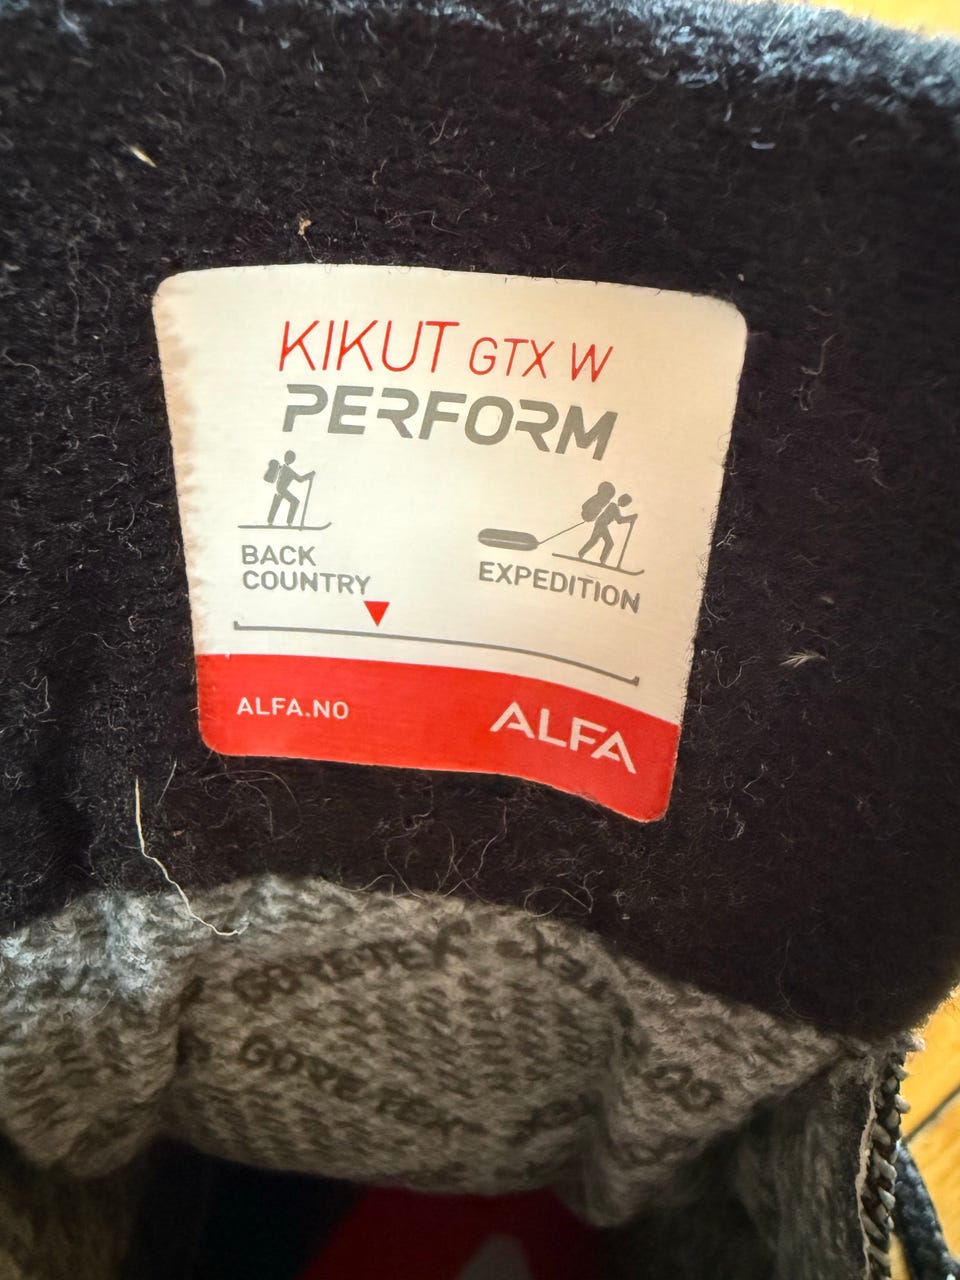 KIKUT GTX W
PERFORM
BACK
COUNTRY
EXPEDITION
ALFA.NO
ALFA
GORE-TEX
GORE-TEX